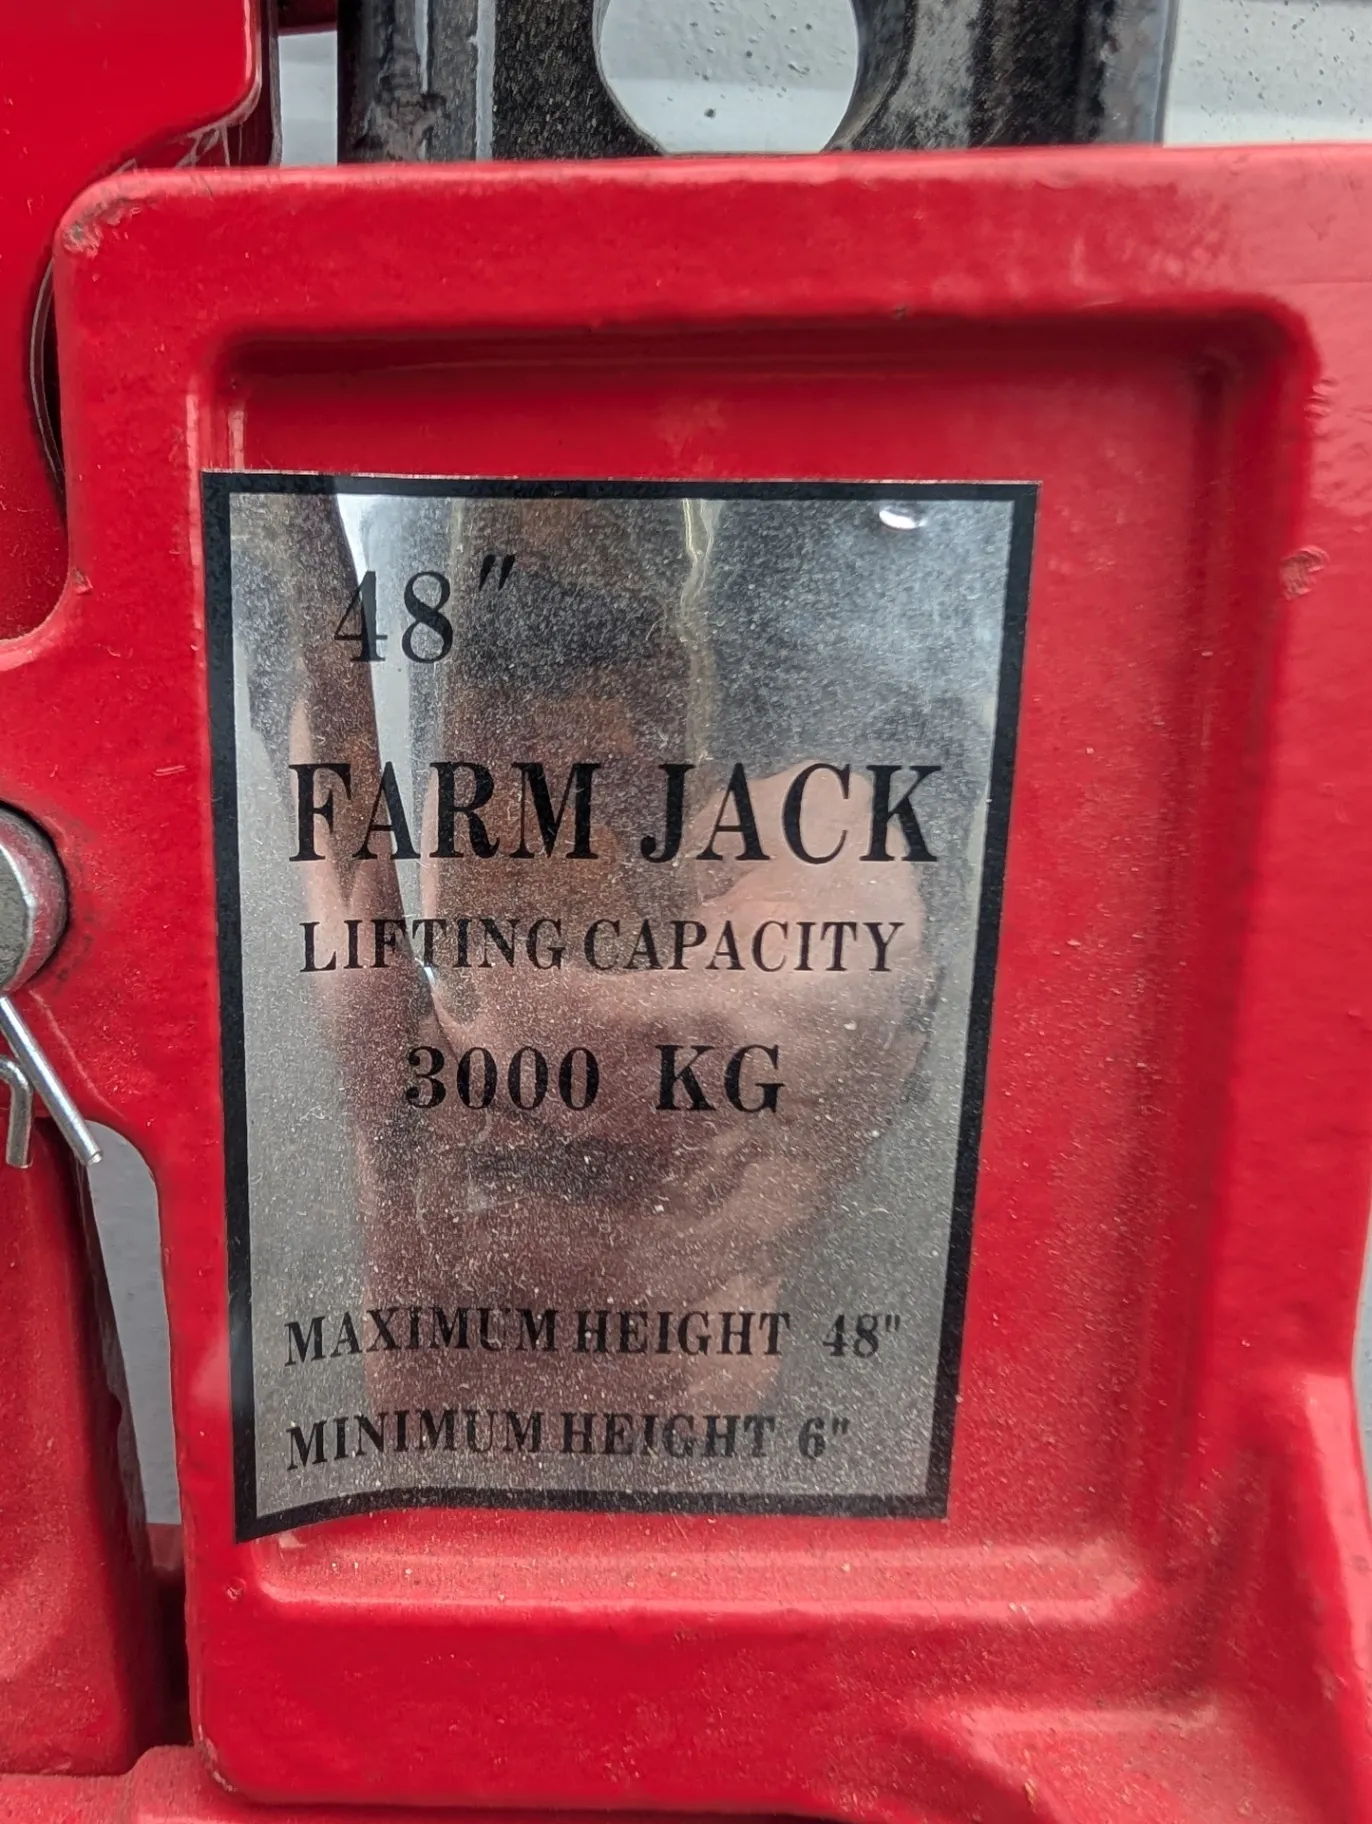 48"
FARM JACK
LIFTING CAPACITY
3000 KG
MAXIMUM HEIGHT 48"
MINIMUM HEIGHT 6"